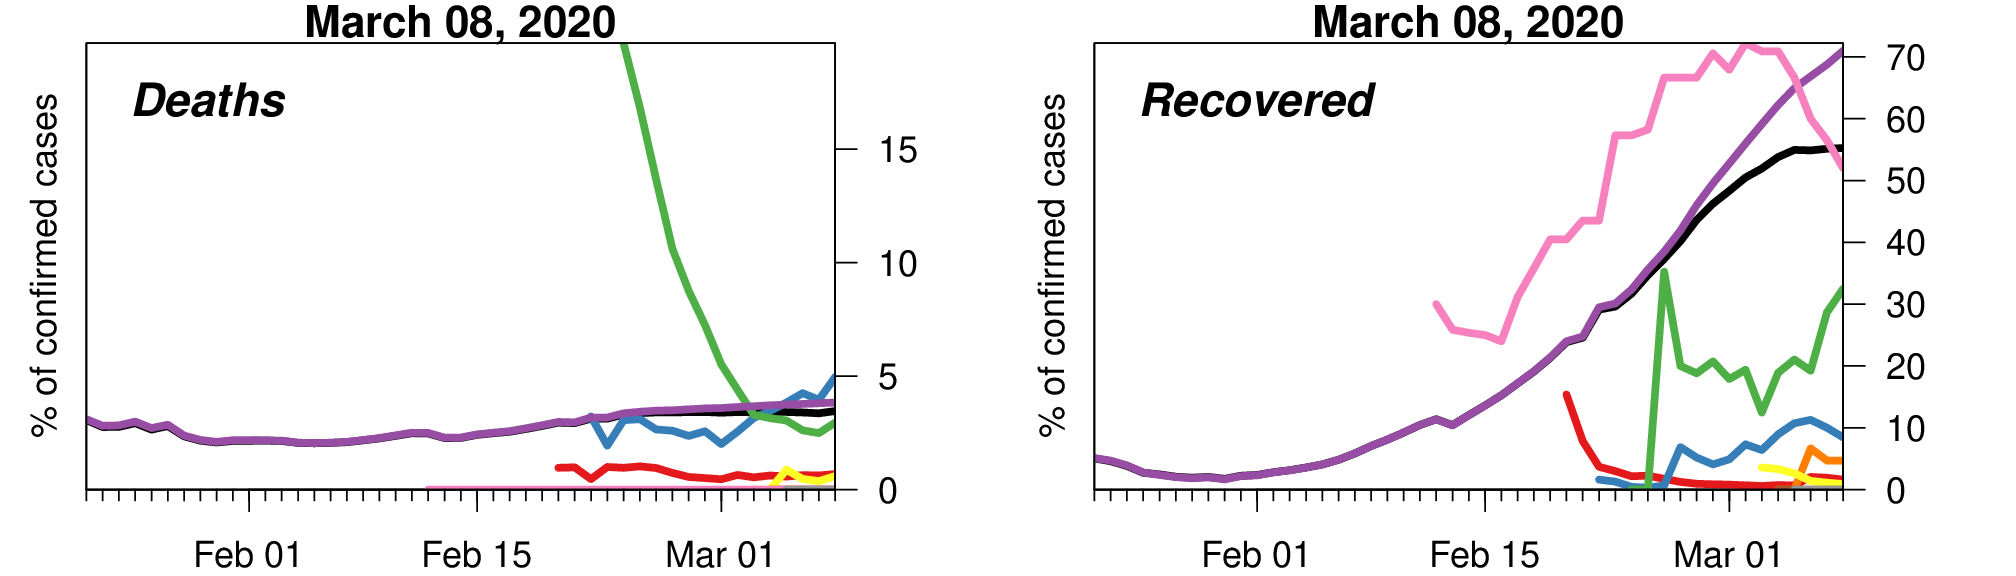 March 08, 2020
Deaths
% of confirmed cases
15
10
5
0
Feb 01
Feb 15
Mar 01
March 08, 2020
Recovered
% of confirmed cases
70
60
50
40
30
20
10
0
Feb 01
Feb 15
Mar 01